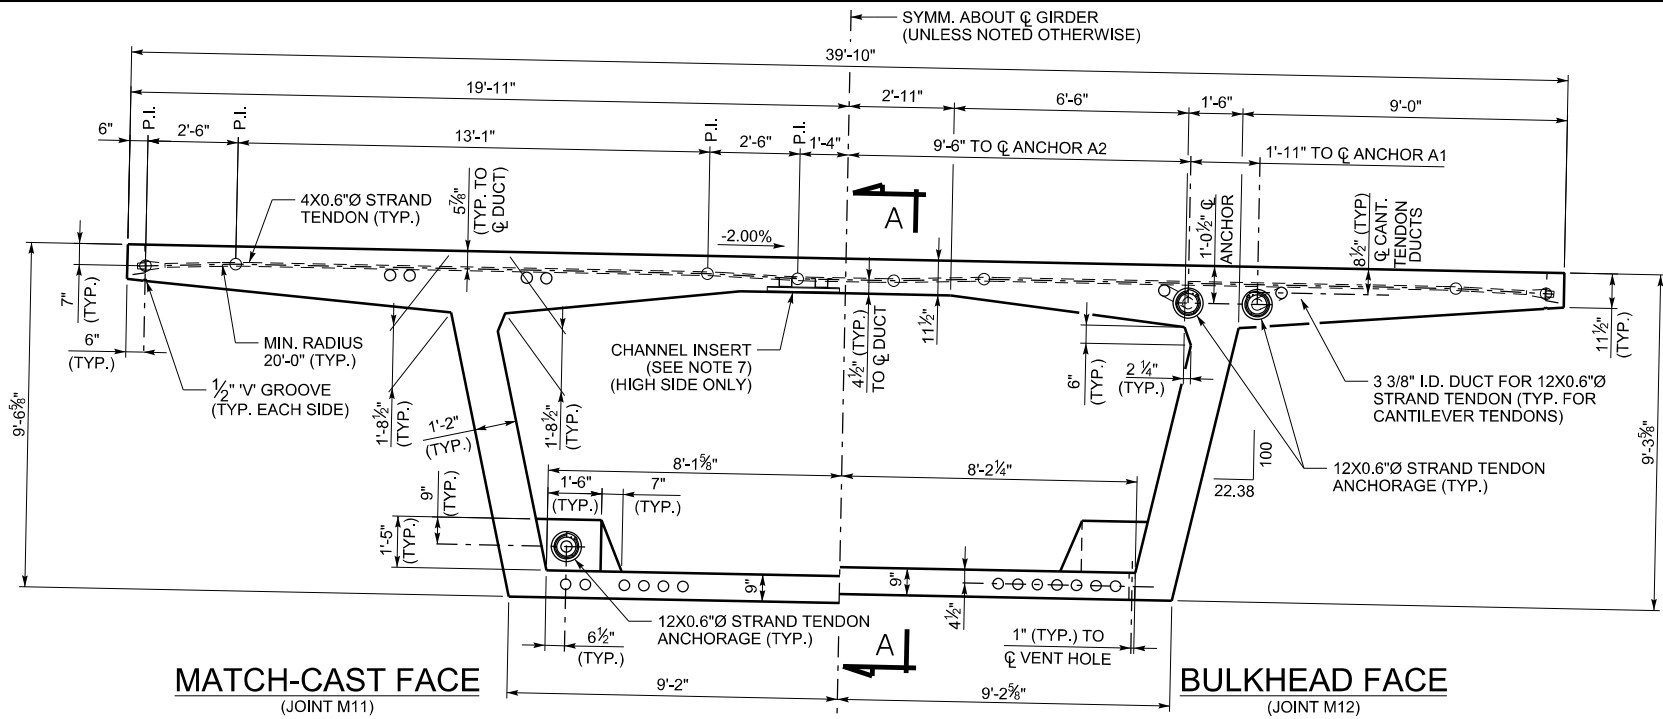 SYMM. ABOUT ℄ GIRDER
(UNLESS NOTED OTHERWISE)
39'-10"
19'-11"
2'-11"
6'-6"
1'-6"
9'-0"
6"
P.I.
2'-6"
P.I.
13'-1"
P.I.
2'-6"
P.I.
1'-4"
9'-6" TO ℄ ANCHOR A2
1'-11" TO ℄ ANCHOR A1
4X0.6"Ø STRAND
TENDON (TYP.)
5⅞"
(TYP. TO
℄ DUCT)
A
-2.00%
1'-0½" ℄
ANCHOR
8½" (TYP)
℄ CANT.
TENDON
DUCTS
7"
(TYP.)
6"
(TYP.)
MIN. RADIUS
20'-0" (TYP.)
½" 'V' GROOVE
(TYP. EACH SIDE)
CHANNEL INSERT
(SEE NOTE 7)
(HIGH SIDE ONLY)
4½" (TYP.)
TO ℄ DUCT
11½"
6"
(TYP.)
2 ¼"
(TYP.)
11½"
(TYP.)
3 3/8" I.D. DUCT FOR 12X0.6"Ø
STRAND TENDON (TYP. FOR
CANTILEVER TENDONS)
9'-6⅝"
1'-8½"
(TYP.)
1'-2"
(TYP.)
1'-8½"
(TYP.)
9'-3⅝"
8'-1⅝"
8'-2¼"
100
22.38
12X0.6"Ø STRAND TENDON
ANCHORAGE (TYP.)
9"
(TYP.)
1'-6"
(TYP.)
7"
(TYP.)
1'-5"
(TYP.)
9"
9"
4½"
12X0.6"Ø STRAND TENDON
ANCHORAGE (TYP.)
6½"
(TYP.)
A
1" (TYP.) TO
℄ VENT HOLE
MATCH-CAST FACE
(JOINT M11)
9'-2"
9'-2⅝"
BULKHEAD FACE
(JOINT M12)